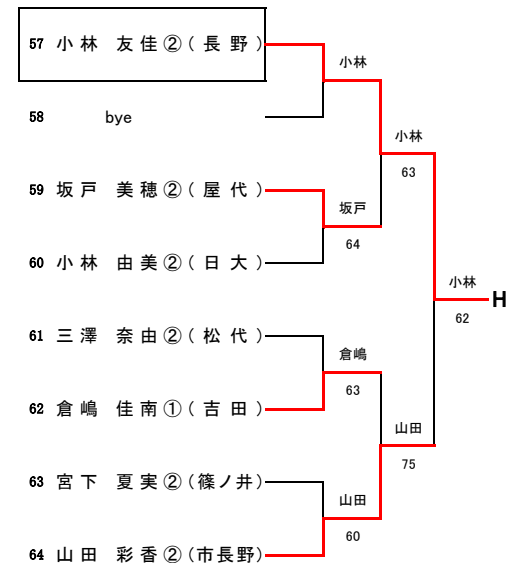 57 小林 友佳②(長野)
小林
58 bye
小林
63
59 坂戸 美穂②(屋代)
坂戸
64
60 小林 由美②(日大)
小林
H
62
61 三澤 奈由②(松代)
倉嶋
63
62 倉嶋 佳南①(吉田)
山田
75
63 宮下 夏実②(篠ノ井)
山田
60
64 山田 彩香②(市長野)